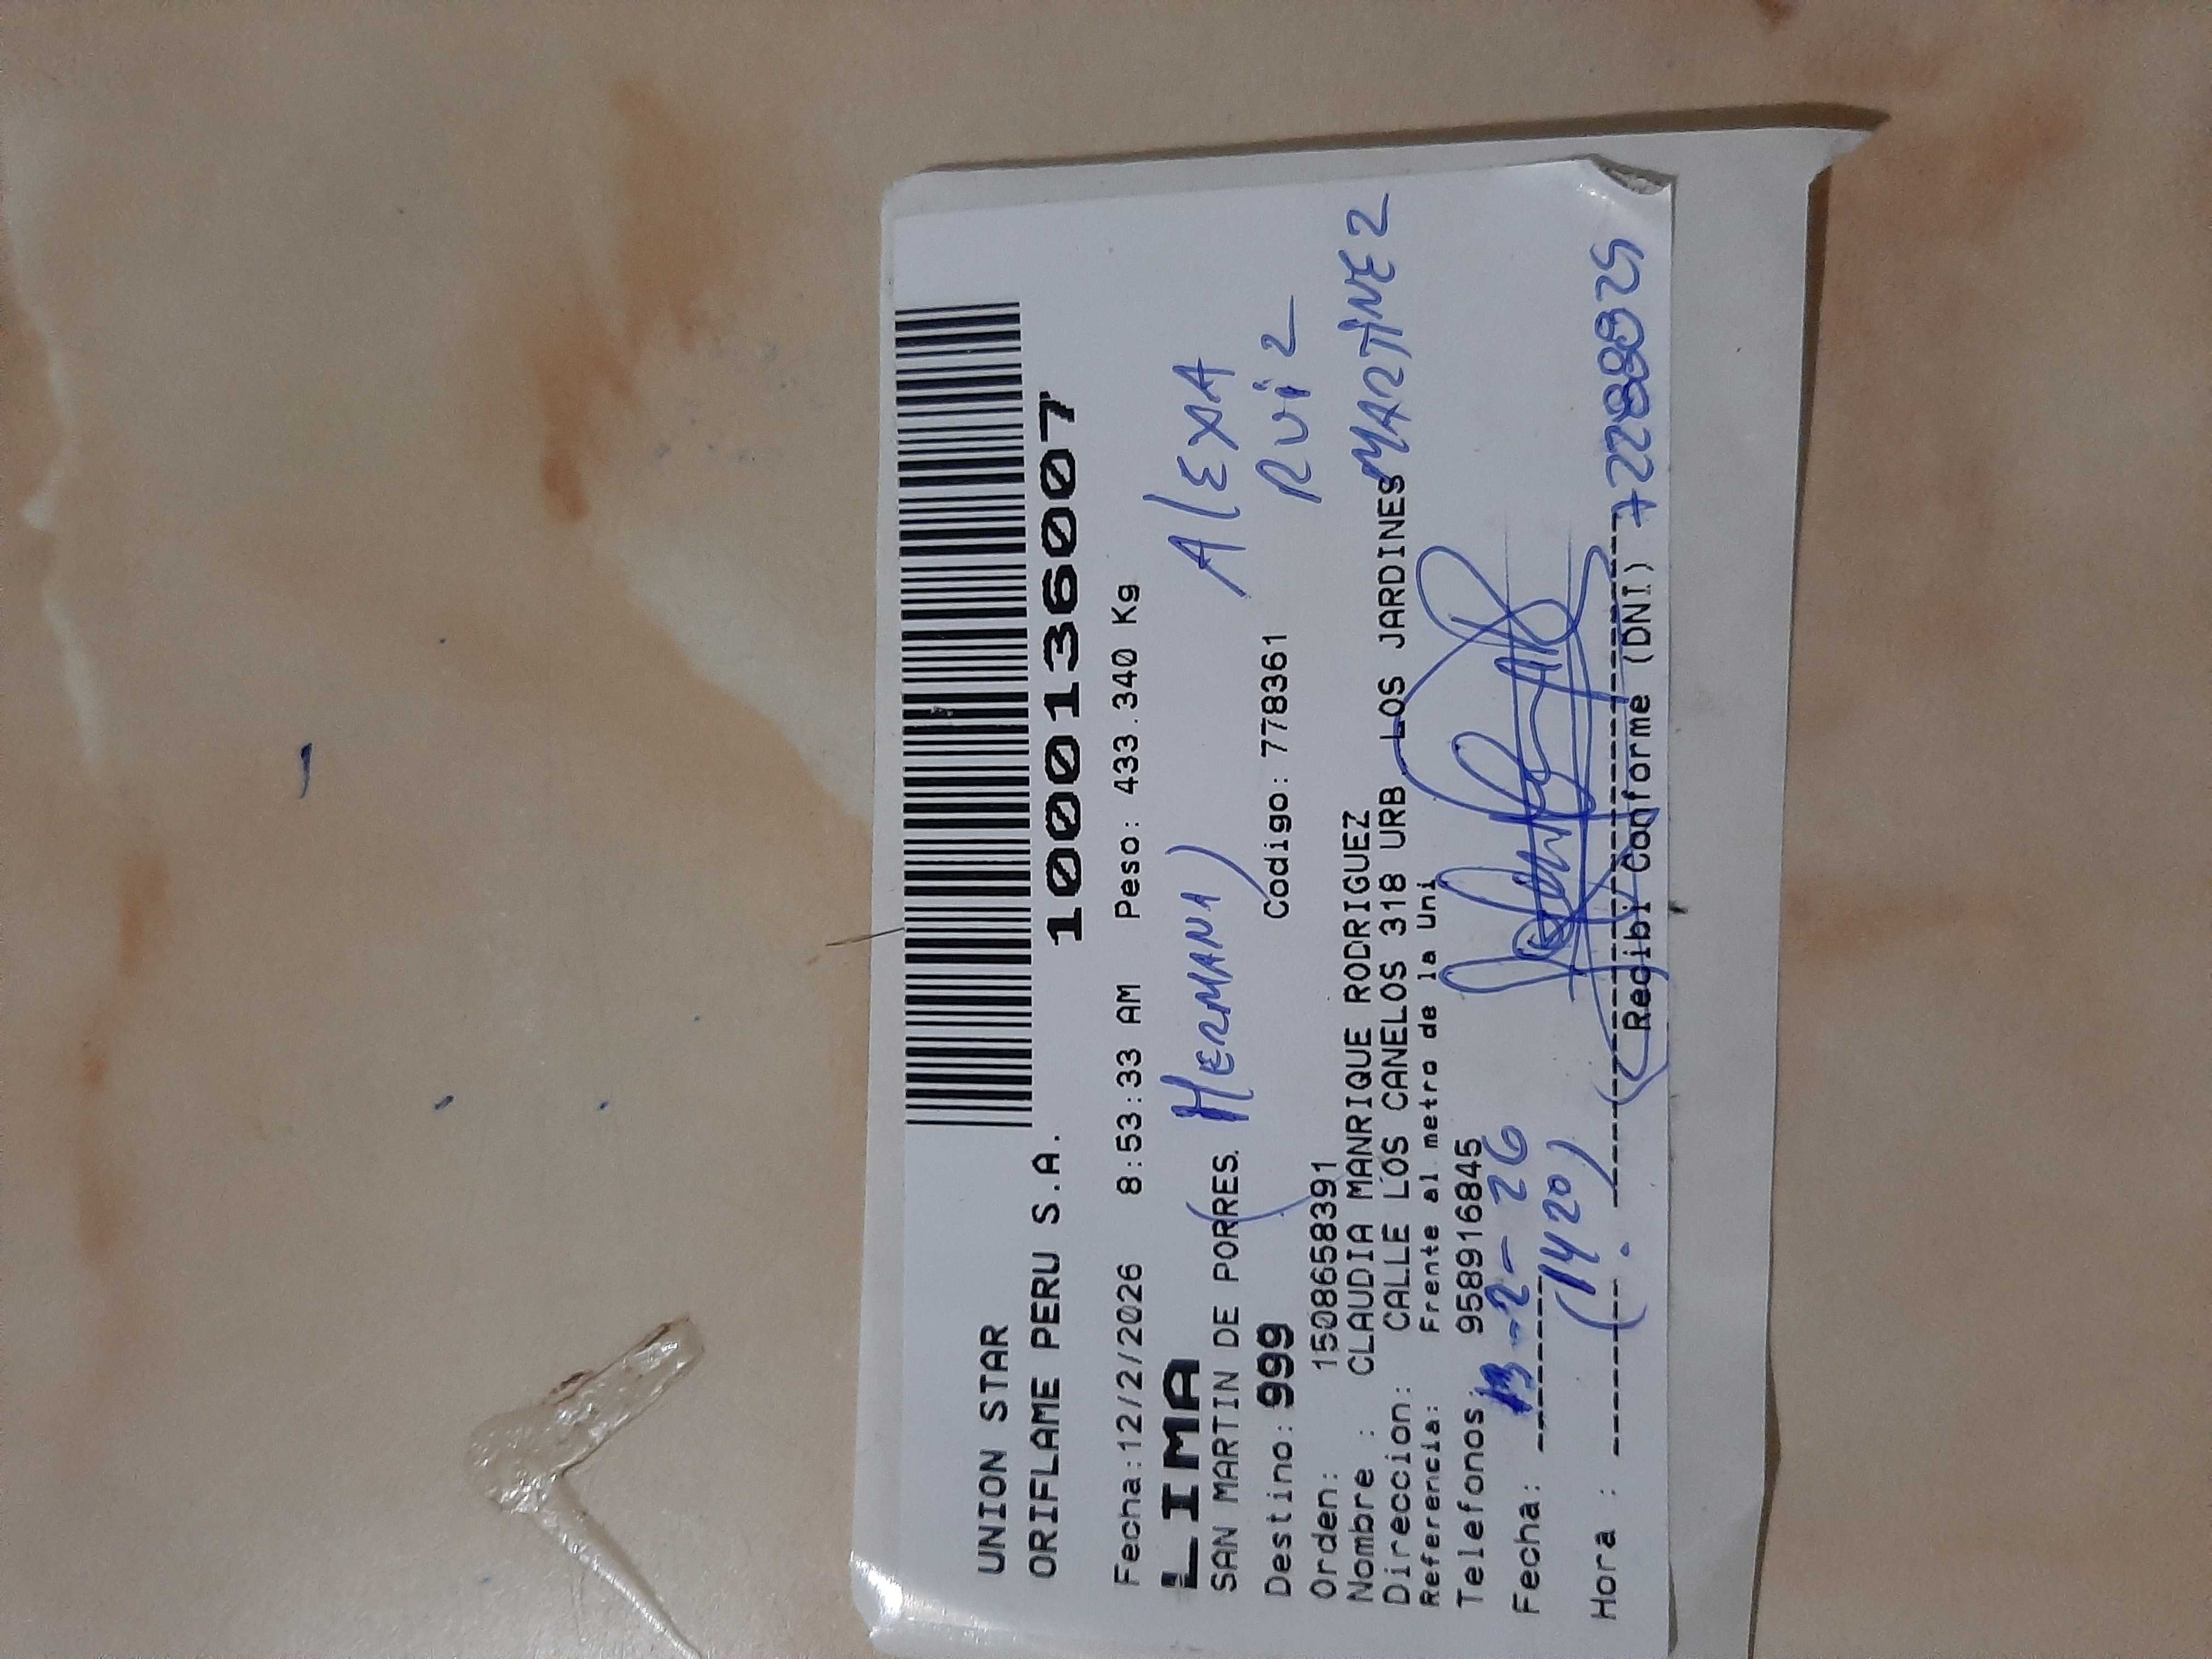 UNION STAR
ORIFLAME PERU S.A.
1000136007
Fecha:12/2/2026 8:53:33 AM Peso: 433.340 Kg
LIMA
SAN MARTIN DE PORRES. (HERMANA) AlEXA
Destino: 999 Codigo: 778361 RUiz
Orden: 150865839​1
Nombre : CLAUDIA MANRIQUE RODRIGUEZ
Direccion: CALLE LOS CANELOS 318 URB LOS JARDINES MARTINEZ
Referencia: Frente al metro de la Uni
Telefonos: 958916845
Fecha: 13-2-26
Hora : (1420)
Recibi Conforme (DNI)